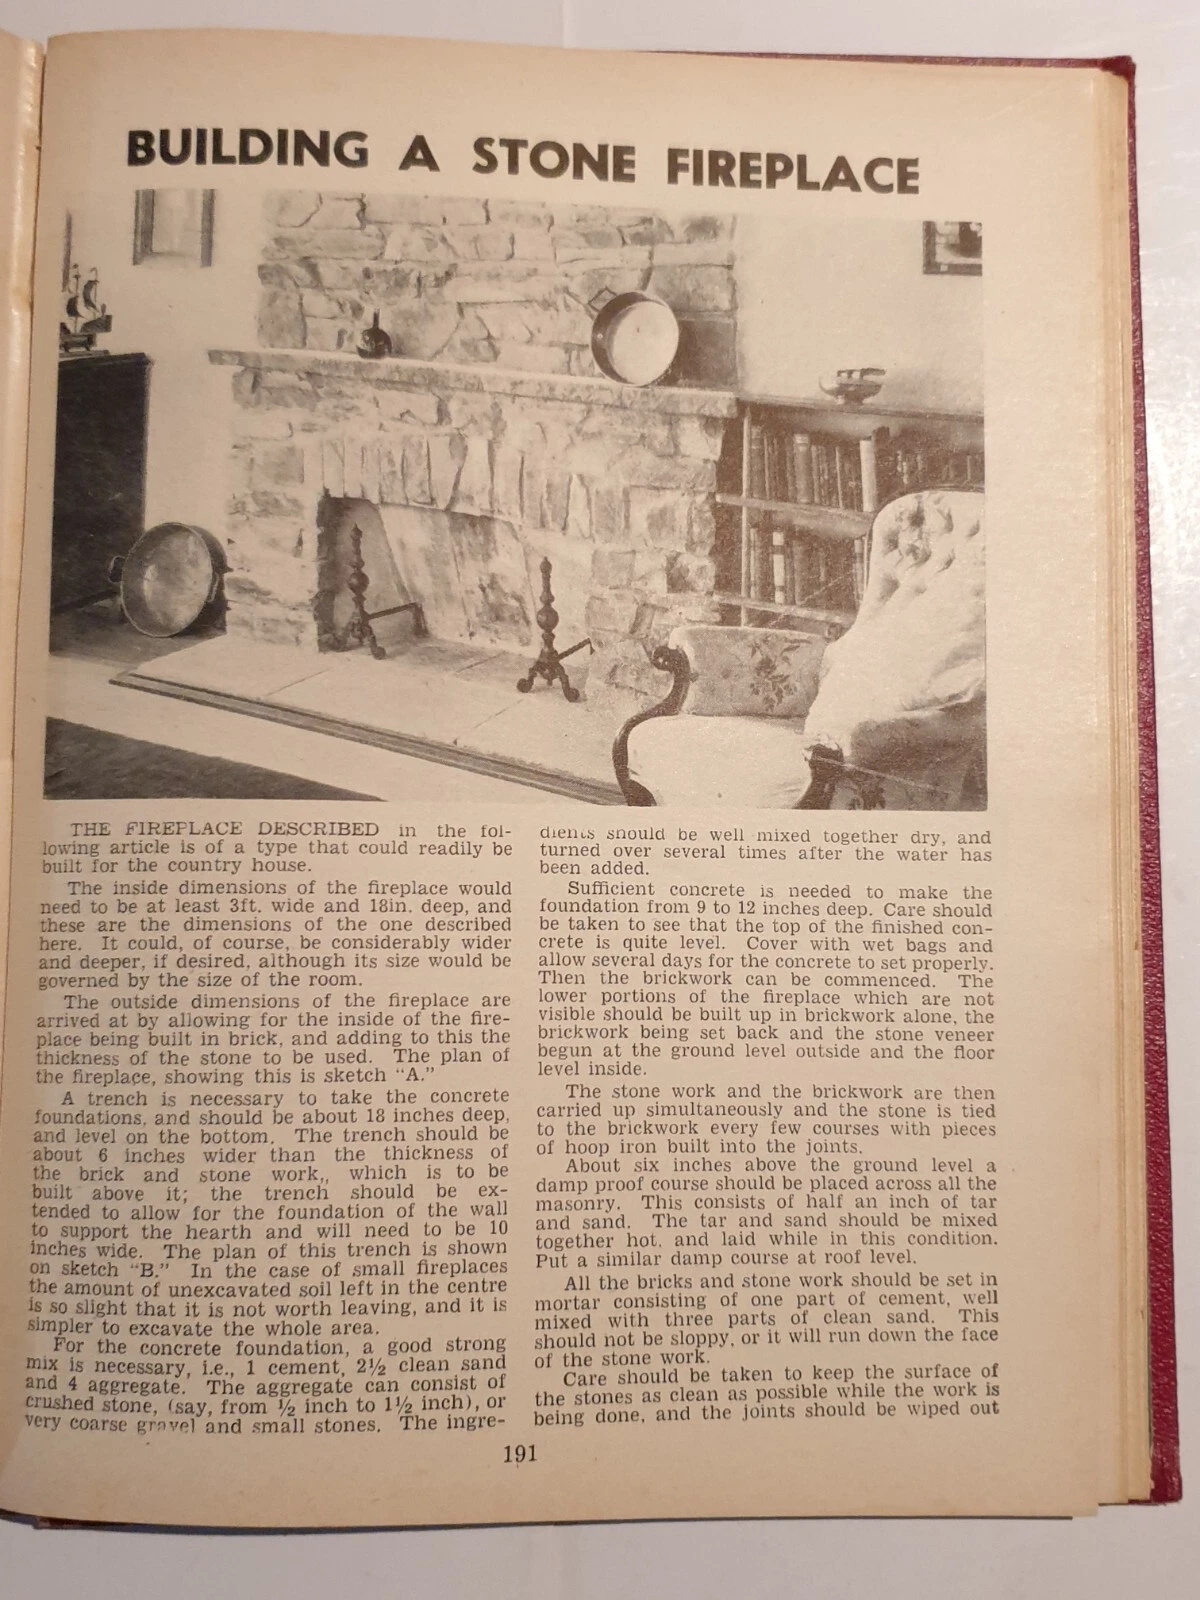 BUILDING A STONE FIREPLACE
THE FIREPLACE DESCRIBED in the fol-
lowing article is of a type that could readily be
built for the country house.
The inside dimensions of the fireplace would
need to be at least 3ft. wide and 18in. deep, and
these are the dimensions of the one described
here. It could, of course, be considerably wider
and deeper, if desired, although its size would be
governed by the size of the room.
The outside dimensions of the fireplace are
arrived at by allowing for the inside of the fire-
place being built in brick, and adding to this the
thickness of the stone to be used. The plan of
the fireplace, showing this is sketch "A."
A trench is necessary to take the concrete
foundations, and should be about 18 inches deep,
and level on the bottom. The trench should be
about 6 inches wider than the thickness of
the brick and stone work,, which is to be
built above it; the trench should be ex-
tended to allow for the foundation of the wall
to support the hearth and will need to be 10
inches wide. The plan of this trench is shown
on sketch "B." In the case of small fireplaces
the amount of unexcavated soil left in the centre
is so slight that it is not worth leaving, and it is
simpler to excavate the whole area.
For the concrete foundation, a good strong
mix is necessary, i.e., 1 cement, 2½ clean sand
and 4 aggregate. The aggregate can consist of
crushed stone, (say, from ½ inch to 1½ inch), or
very coarse gravel and small stones. The ingre-
dients should be well mixed together dry, and
turned over several times after the water has
been added.
Sufficient concrete is needed to make the
foundation from 9 to 12 inches deep. Care should
be taken to see that the top of the finished con-
crete is quite level. Cover with wet bags and
allow several days for the concrete to set properly.
Then the brickwork can be commenced. The
lower portions of the fireplace which are not
visible should be built up in brickwork alone, the
brickwork being set back and the stone veneer
begun at the ground level outside and the floor
level inside.
The stone work and the brickwork are then
carried up simultaneously and the stone is tied
to the brickwork every few courses with pieces
of hoop iron built into the joints.
About six inches above the ground level a
damp proof course should be placed across all the
masonry. This consists of half an inch of tar
and sand. The tar and sand should be mixed
together hot, and laid while in this condition.
Put a similar damp course at roof level.
All the bricks and stone work should be set in
mortar consisting of one part of cement, well
mixed with three parts of clean sand. This
should not be sloppy, or it will run down the face
of the stone work.
Care should be taken to keep the surface of
the stones as clean as possible while the work is
being done, and the joints should be wiped out
191